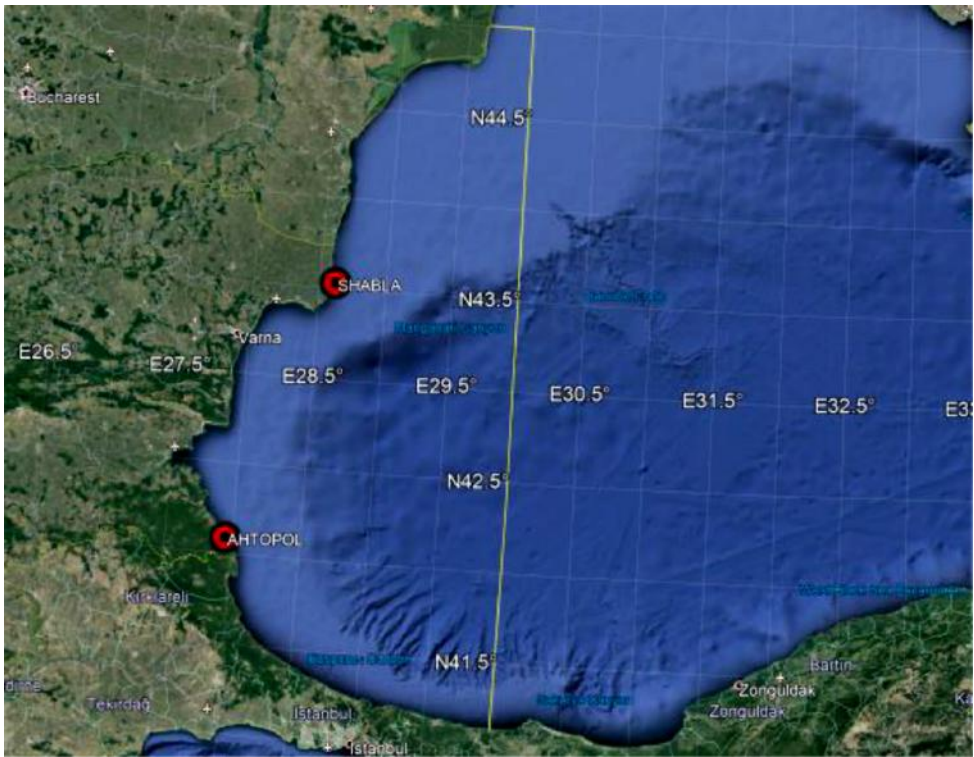 Bucharest
N44.5°
SHABLA
N43.5°
Varna
E26.5°
E27.5°
E28.5°
E29.5°
E30.5°
E31.5°
E32.5°
N42.5°
AHTOPOL
Kırklareli
N41.5°
Bartın
Zonguldak
Zonguldak
Tekirdağ
Istanbul
Istanbul